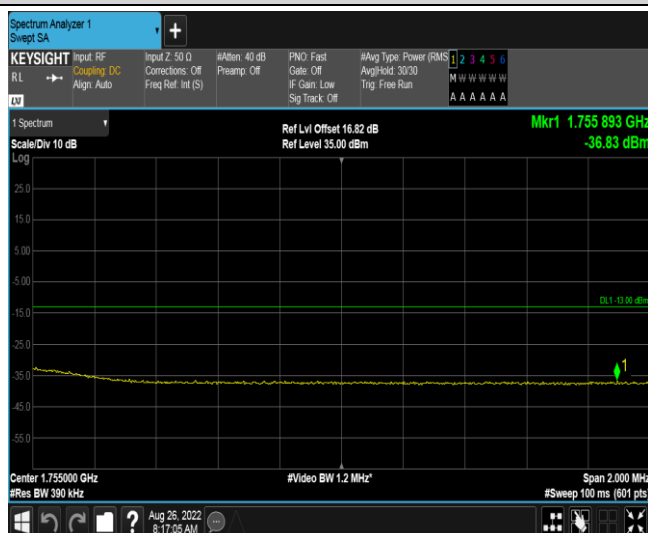 Spectrum Analyzer 1
Swept SA
+
KEYSIGHT
RL
LXI
Input: RF
Coupling: DC
Align: Auto
Input Z: 50 Ω
Corrections: Off
Freq Ref: Int (S)
#Atten: 40 dB
Preamp: Off
PNO: Fast
Gate: Off
IF Gain: Low
Sig Track: Off
#Avg Type: Power (RMS
Avg|Hold: 30/30
Trig: Free Run
1 2 3 4 5 6
M W W W W W
A A A A A A
1 Spectrum
Scale/Div 10 dB
Log
Ref Lvl Offset 16.82 dB
Ref Level 35.00 dBm
Mkr1 1.755 893 GHz
-36.83 dBm
25.0
15.0
5.00
-5.00
DL1 -13.00 dBm
-15.0
-25.0
1
-35.0
-45.0
-55.0
Center 1.755000 GHz
#Res BW 390 kHz
#Video BW 1.2 MHz*
Span 2.000 MHz
#Sweep 100 ms (601 pts)
?
Aug 26, 2022
8:17:05 AM